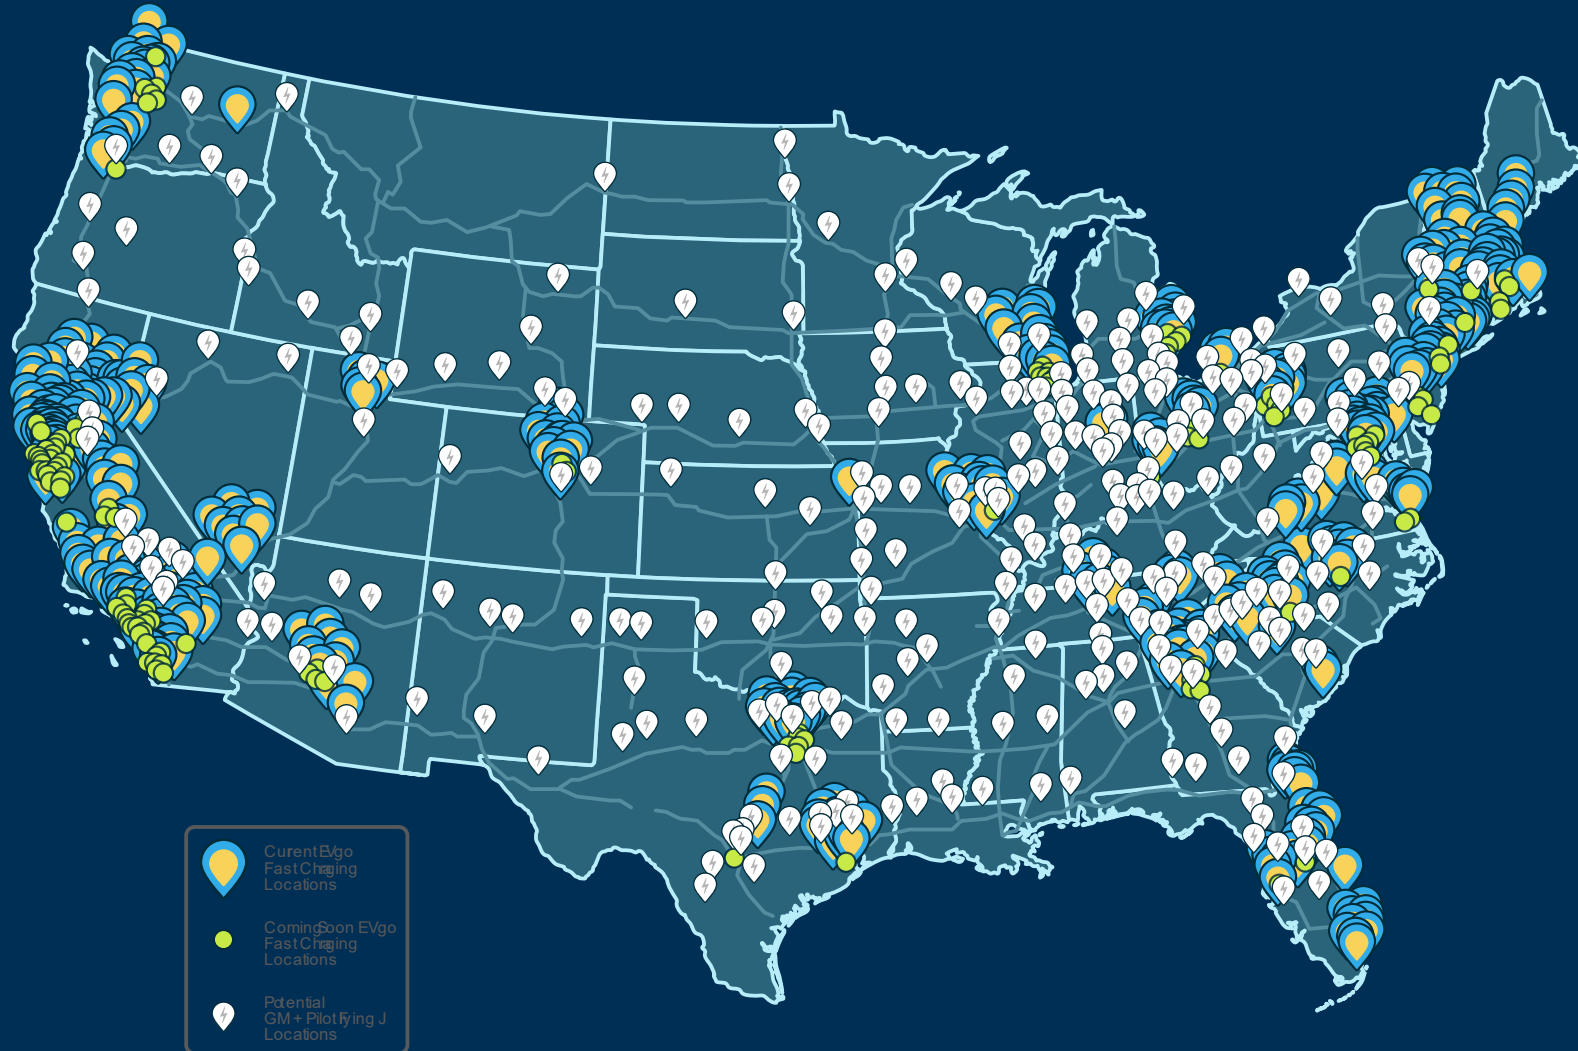 Current EVgo
Fast Charging
Locations
Coming Soon EVgo
Fast Charging
Locations
Potential
GM + Pilot Flying J
Locations